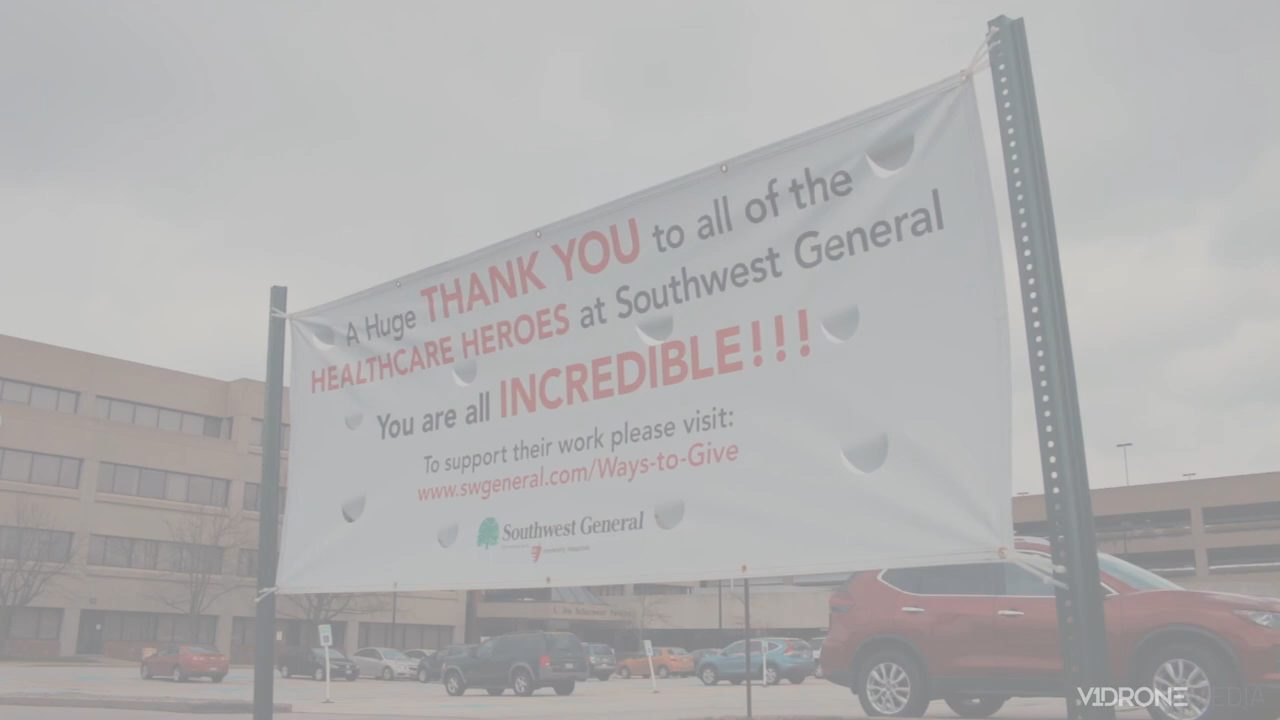 A Huge THANK YOU to all of the
HEALTHCARE HEROES at Southwest General
You are all INCREDIBLE!!!
To support their work please visit:
www.swgeneral.com/Ways-to-Give
Southwest General
V1DRONE MEDIA